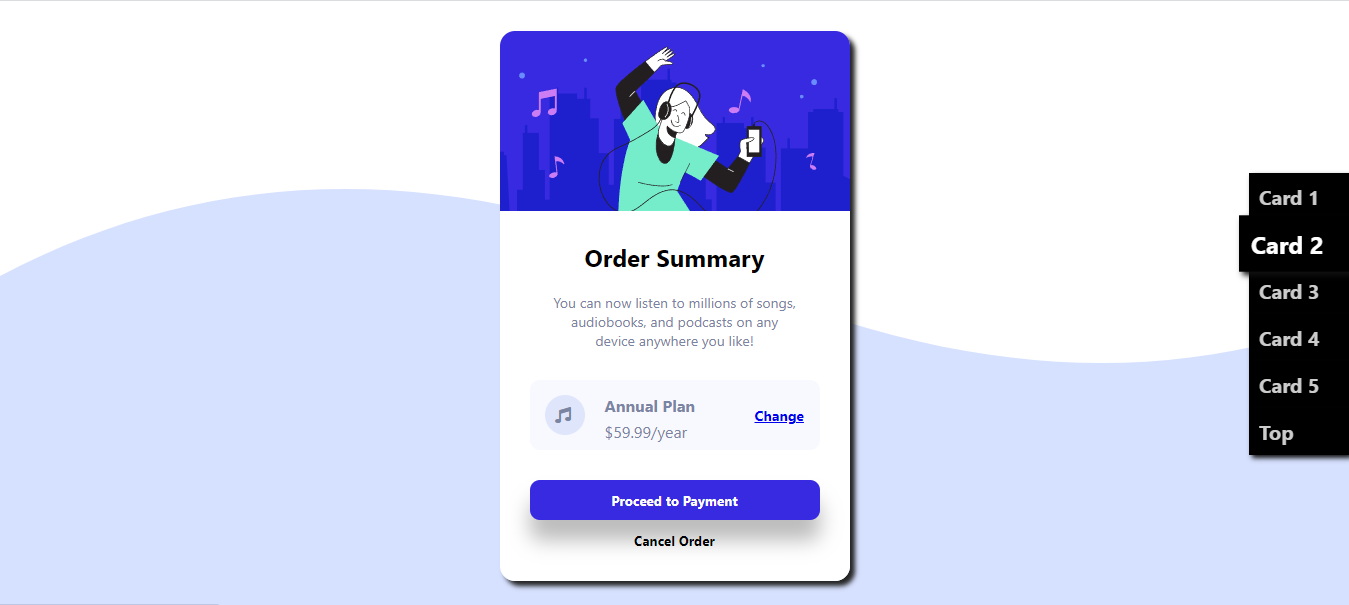 Order Summary
You can now listen to millions of songs,
audiobooks, and podcasts on any
device anywhere you like!
Annual Plan
$59.99/year
Change
Proceed to Payment
Cancel Order
Card 1
Card 2
Card 3
Card 4
Card 5
Top